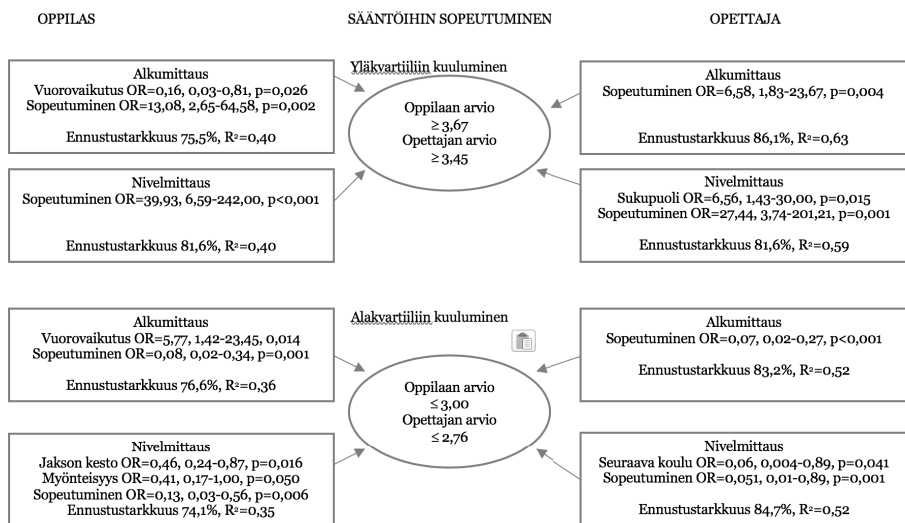 OPPILAS
SÄÄNTÖIHIN SOPEUTUMINEN
OPETTAJA
Yläkvartiiliin kuuluminen
Alkumittaus
Vuorovaikutus OR=0,16, 0,03-0,81, p=0,026
Sopeutuminen OR=13,08, 2,65-64,58, p=0,002
Ennustustarkkuus 75,5%, R²=0,40
Oppilaan arvio
≥ 3,67
Opettajan arvio
≥ 3,45
Alkumittaus
Sopeutuminen OR=6,58, 1,83-23,67, p=0,004
Ennustustarkkuus 86,1%, R²=0,63
Nivelmittaus
Sopeutuminen OR=39,93, 6,59-242,00, p<0,001
Ennustustarkkuus 81,6%, R²=0,40
Nivelmittaus
Sukupuoli OR=6,56, 1,43-30,00, p=0,015
Sopeutuminen OR=27,44, 3,74-201,21, p=0,001
Ennustustarkkuus 81,6%, R²=0,59
Alakvartiiliin kuuluminen
Alkumittaus
Vuorovaikutus OR=5,77, 1,42-23,45, 0,014
Sopeutuminen OR=0,08, 0,02-0,34, p=0,001
Ennustustarkkuus 76,6%, R²=0,36
Oppilaan arvio
≤ 3,00
Opettajan arvio
≤ 2,76
Alkumittaus
Sopeutuminen OR=0,07, 0,02-0,27, p<0,001
Ennustustarkkuus 83,2%, R²=0,52
Nivelmittaus
Jakson kesto OR=0,46, 0,24-0,87, p=0,016
Myönteisyys OR=0,41, 0,17-1,00, p=0,050
Sopeutuminen OR=0,13, 0,03-0,56, p=0,006
Ennustustarkkuus 74,1%, R²=0,35
Nivelmittaus
Seuraava koulu OR=0,06, 0,004-0,89, p=0,041
Sopeutuminen OR=0,051, 0,01-0,89, p=0,001
Ennustustarkkuus 84,7%, R²=0,52